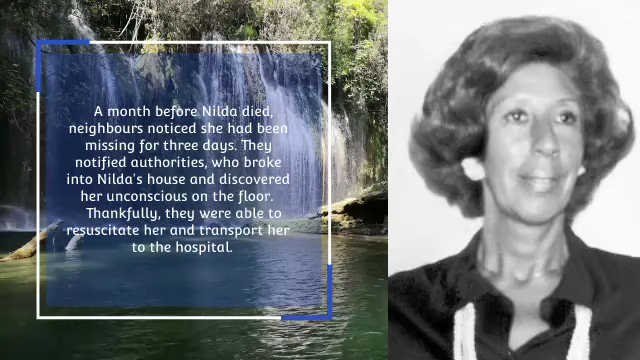 A month before Nilda died,
neighbours noticed she had been
missing for three days. They
notified authorities, who broke
into Nilda's house and discovered
her unconscious on the floor.
Thankfully, they were able to
resuscitate her and transport her
to the hospital.